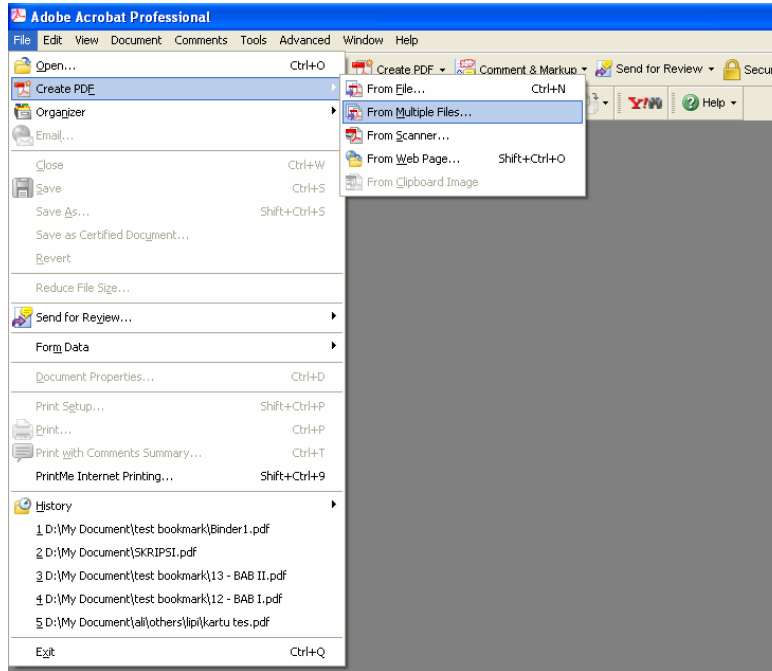 Adobe Acrobat Professional
File Edit View Document Comments Tools Advanced Window Help
Create PDF Comment & Markup Send for Review Secu
Y! Help
Open... Ctrl+O
Create PDF
Organizer
Email...
Close Ctrl+W
Save Ctrl+S
Save As... Shift+Ctrl+S
Save as Certified Document...
Revert
Reduce File Size...
Send for Review...
Form Data
Document Properties... Ctrl+D
Print Setup... Shift+Ctrl+P
Print... Ctrl+P
Print with Comments Summary... Ctrl+T
PrintMe Internet Printing... Shift+Ctrl+9
History
1 D:\My Document\test bookmark\Binder1.pdf
2 D:\My Document\SKRIPSI.pdf
3 D:\My Document\test bookmark\13 - BAB II.pdf
4 D:\My Document\test bookmark\12 - BAB I.pdf
5 D:\My Document\ali\others\lipi\kartu tes.pdf
Exit Ctrl+Q
From File... Ctrl+N
From Multiple Files...
From Scanner...
From Web Page... Shift+Ctrl+O
From Clipboard Image